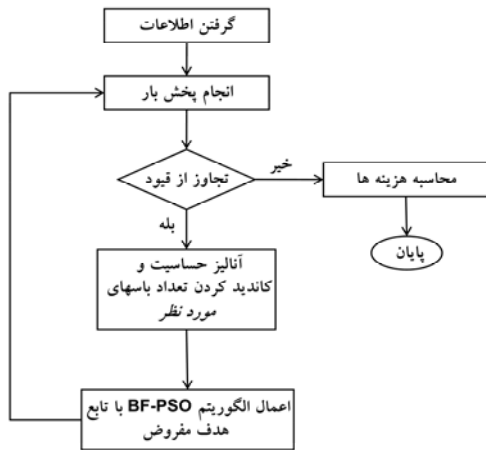 گرفتن اطلاعات
انجام پخش بار
تجاوز از قیود
خیر
محاسبه هزینه ها
بله
پایان
آنالیز حساسیت و
کاندید کردن تعداد باسهای
مورد نظر
اعمال الگوریتم BF-PSO با تابع
هدف مفروض